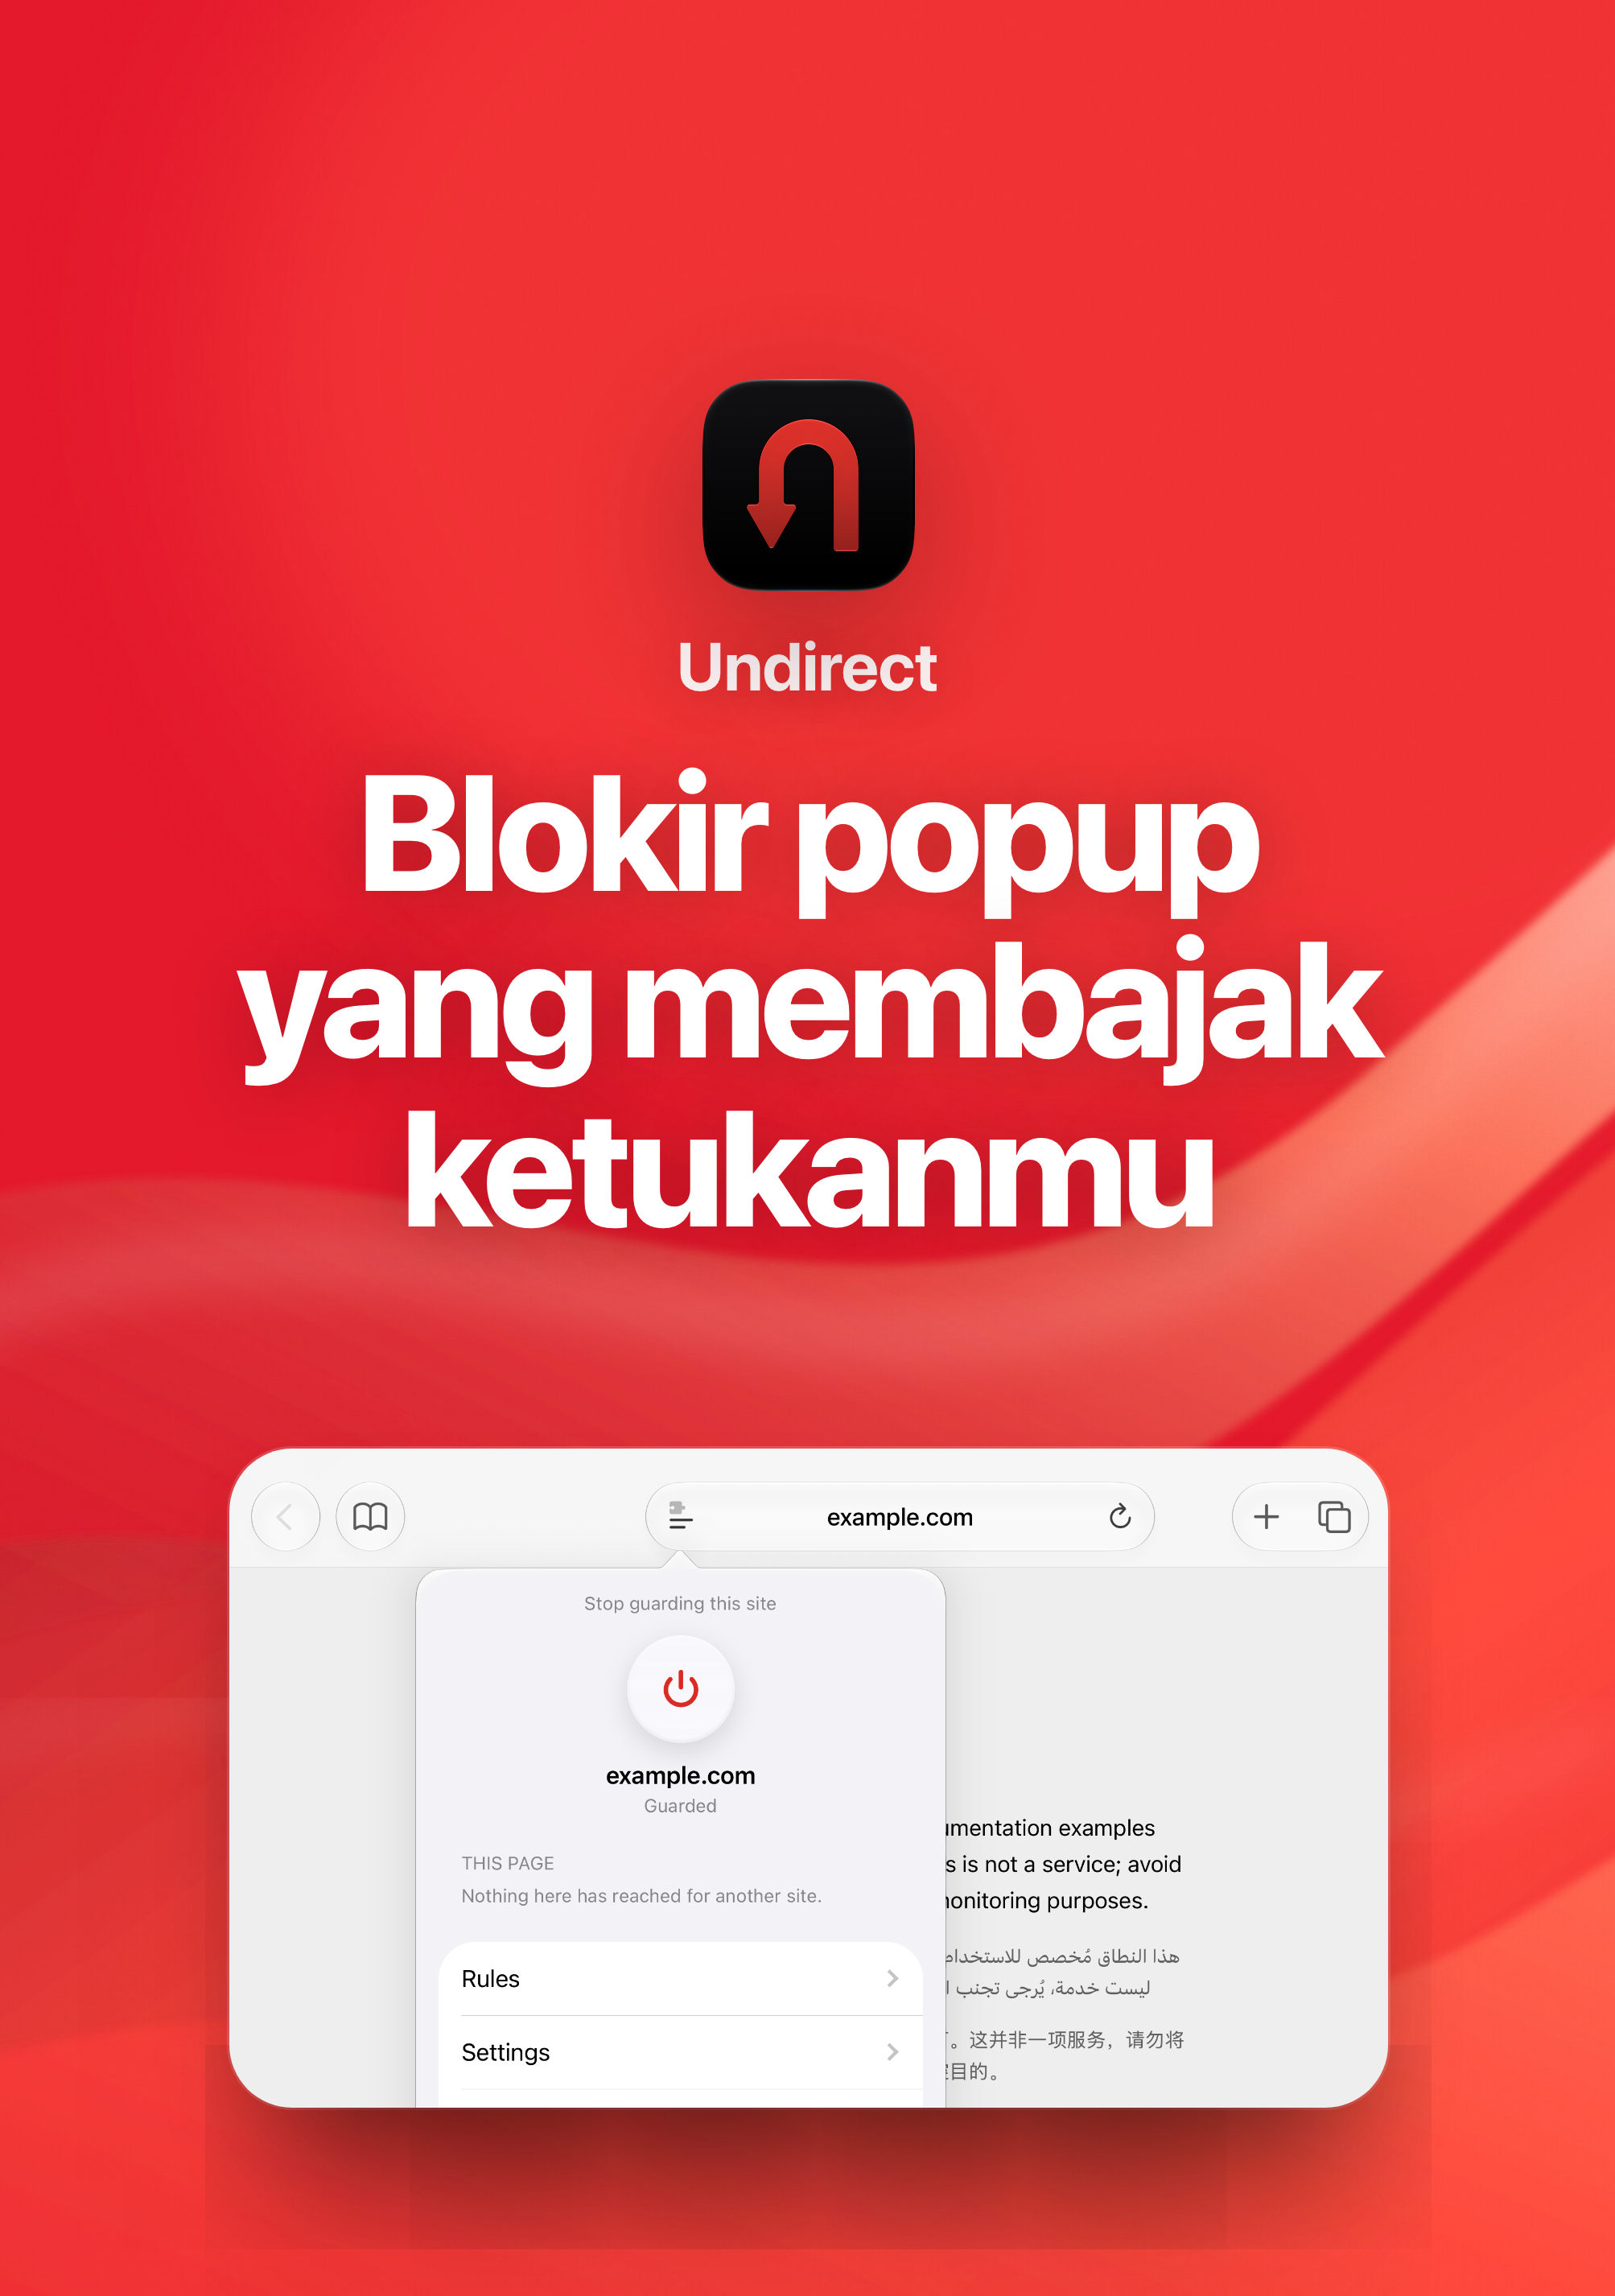 Undirect
Blokir popup
yang membajak
ketukanmu
example.com
Stop guarding this site
example.com
Guarded
THIS PAGE
Nothing here has reached for another site.
Rules
Settings
umentation examples
s is not a service; avoid
onitoring purposes.
هذا النطاق مُخصص للاستخدام
ليست خدمة، يُرجى تجنب ا
。这并非一项服务，请勿将
目的。